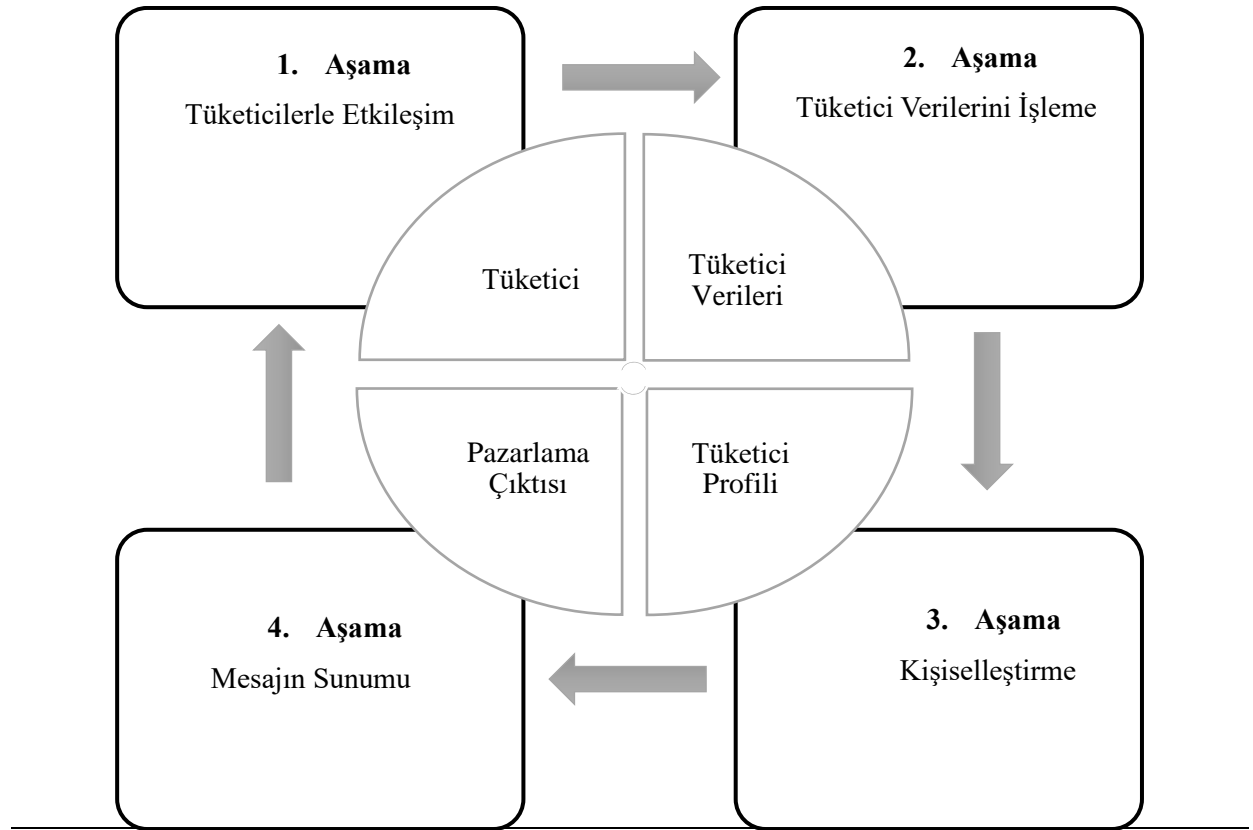 1. Aşama
Tüketicilerle Etkileşim
2. Aşama
Tüketici Verilerini İşleme
Tüketici
Tüketici
Verileri
Pazarlama
Çıktısı
Tüketici
Profili
4. Aşama
Mesajın Sunumu
3. Aşama
Kişiselleştirme